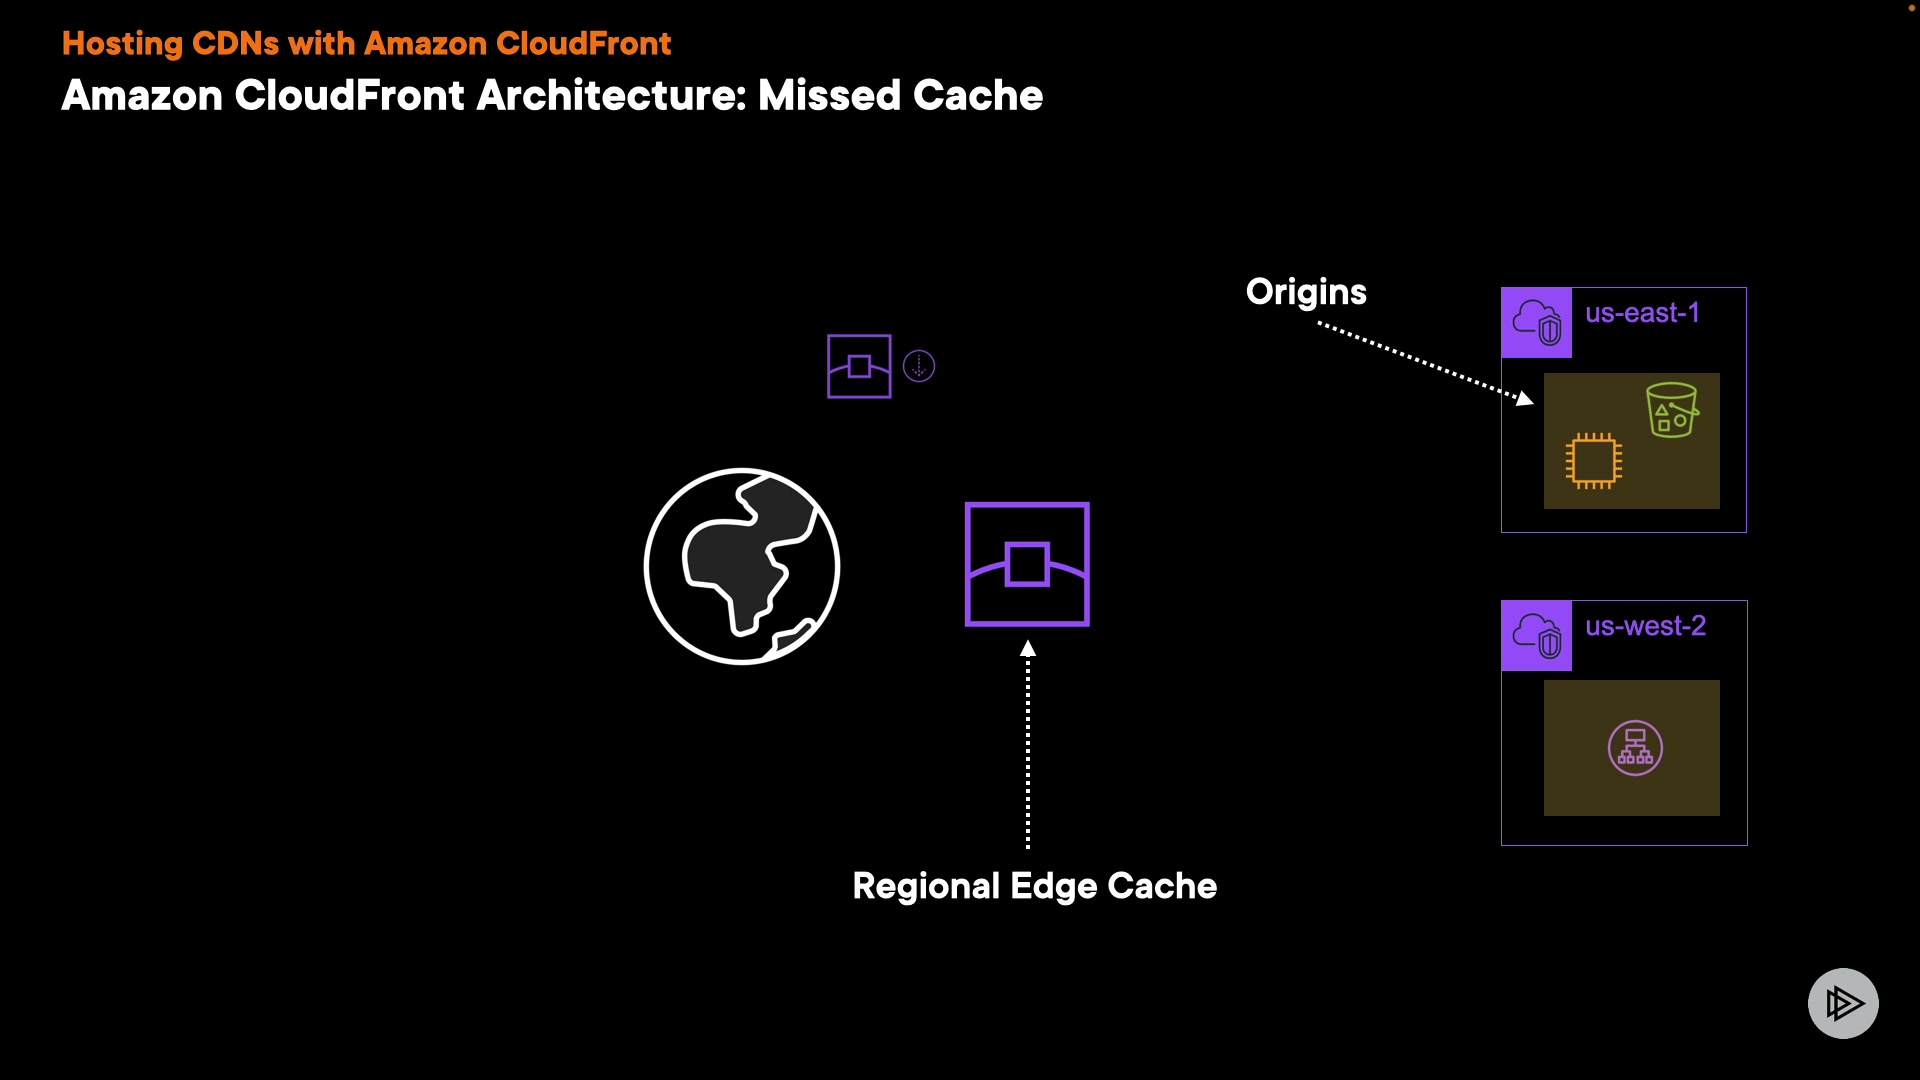 Hosting CDNs with Amazon CloudFront
Amazon CloudFront Architecture: Missed Cache
Origins
us-east-1
us-west-2
Regional Edge Cache